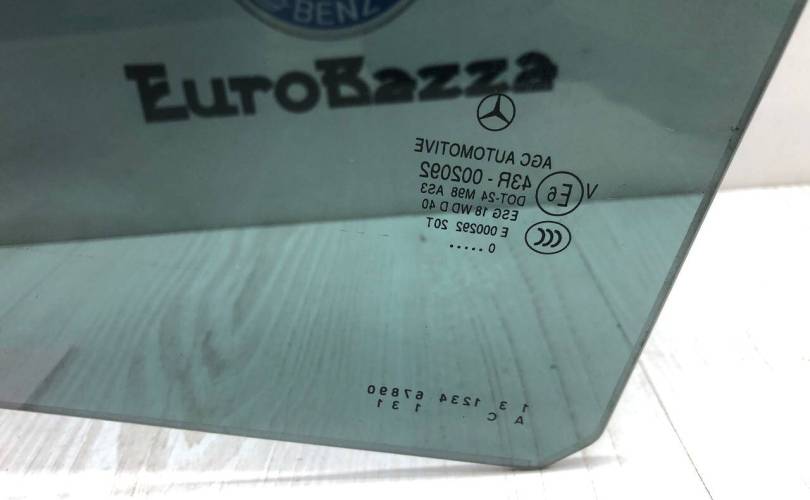 BENZ
EuroBazza
AGC AUTOMOTIVE
43R - 002092
E6 V
DOT-24 M98 AS3
ESG 18 WD D 40
E 000292 20T
CCC
0 .....
1 3 1234 67890
A C 1 3 1